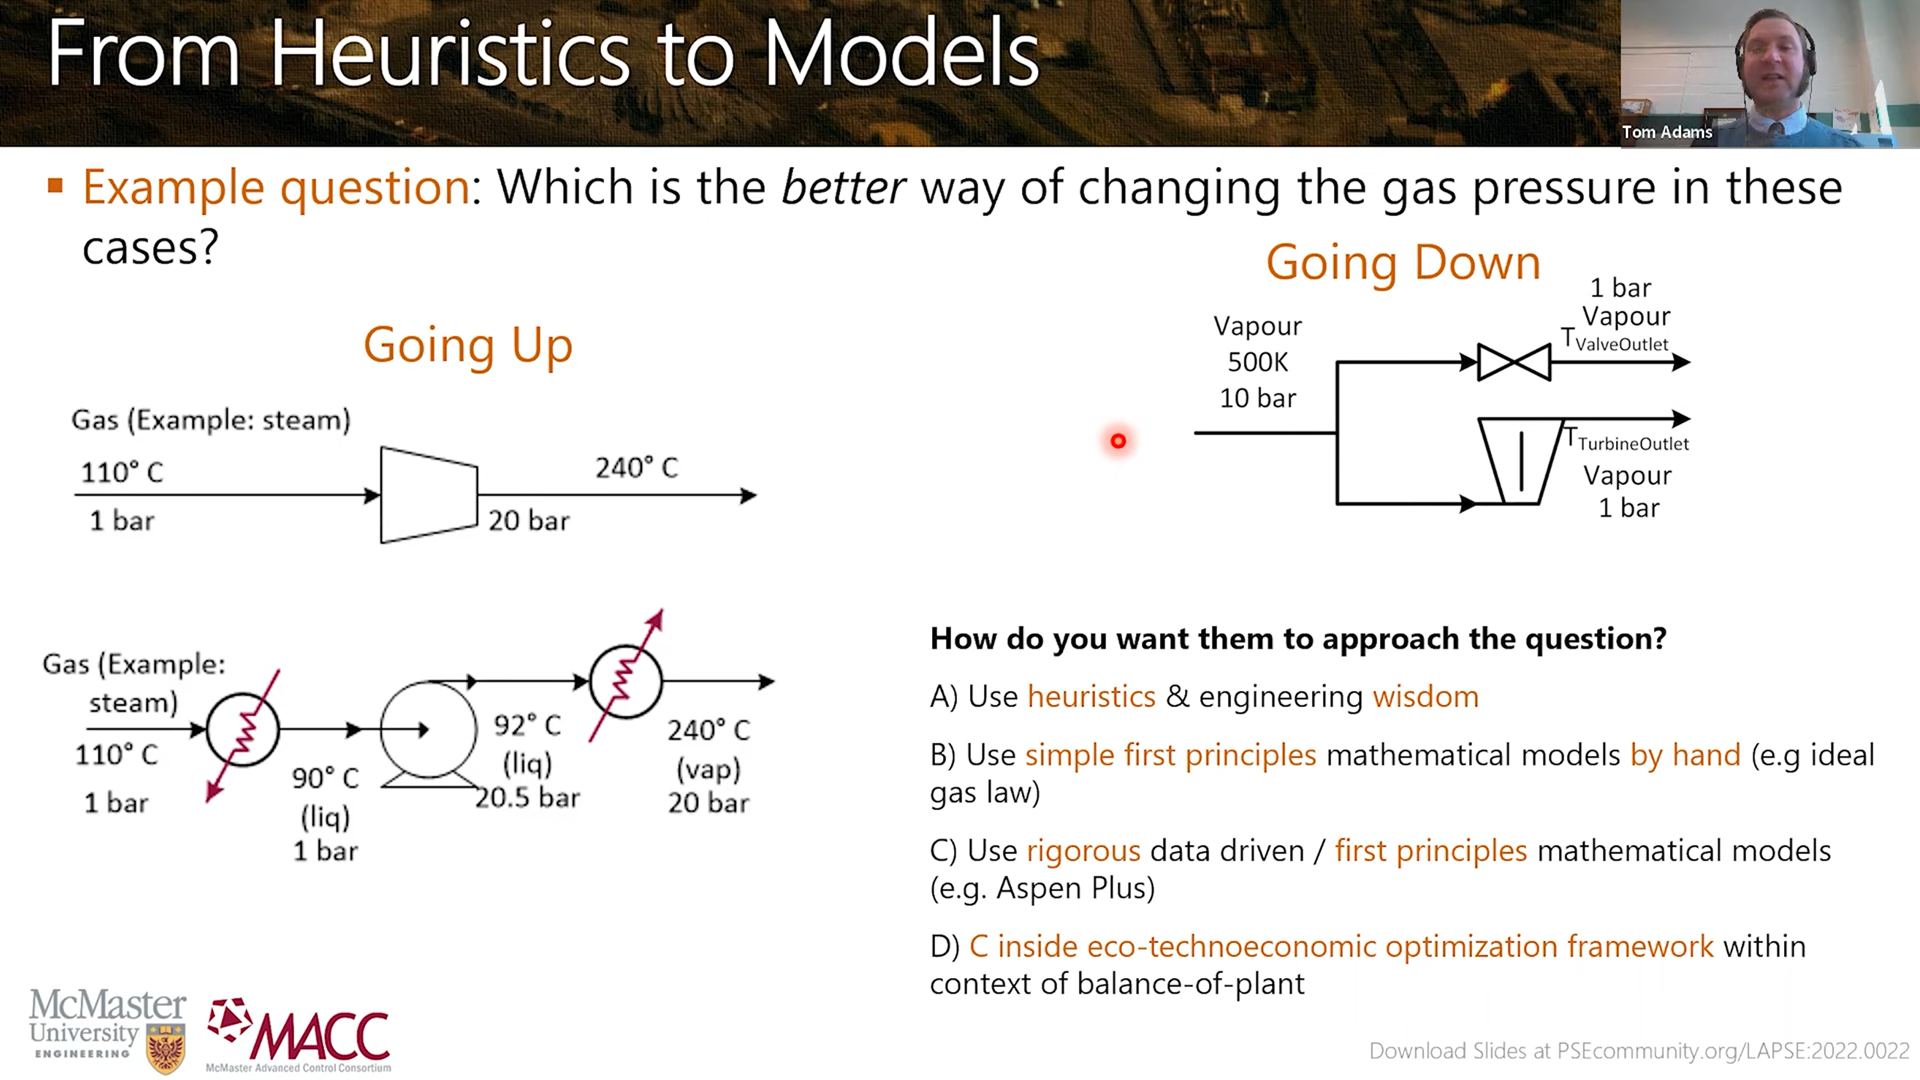 From Heuristics to Models
Tom Adams
▪ Example question: Which is the better way of changing the gas pressure in these
cases?
Going Up
Gas (Example: steam)
110° C
1 bar
240° C
20 bar
Gas (Example:
steam)
110° C
1 bar
90° C
(liq)
1 bar
92° C
(liq)
20.5 bar
240° C
(vap)
20 bar
Going Down
Vapour
500K
10 bar
1 bar
Vapour
TValveOutlet
TTurbineOutlet
Vapour
1 bar
How do you want them to approach the question?
A) Use heuristics & engineering wisdom
B) Use simple first principles mathematical models by hand (e.g ideal
gas law)
C) Use rigorous data driven / first principles mathematical models
(e.g. Aspen Plus)
D) C inside eco-technoeconomic optimization framework within
context of balance-of-plant
McMaster
University
ENGINEERING
MACC
McMaster Advanced Control Consortium
Download Slides at PSEcommunity.org/LAPSE:2022.0022